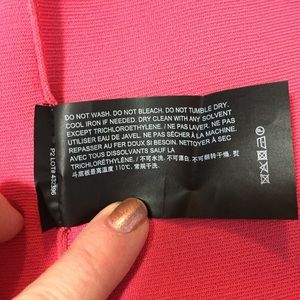 DO NOT WASH. DO NOT BLEACH. DO NOT TUMBLE DRY.
COOL IRON IF NEEDED. DRY CLEAN WITH ANY SOLVENT
EXCEPT TRICHLOROETHYLENE. / NE PAS LAVER. NE PAS
UTILISER EAU DE JAVEL. NE PAS SÉCHER À LA MACHINE.
REPASSER AU FER DOUX SI BESOIN. NETTOYER À SEC
AVEC TOUS DISSOLVANTS SAUF LA
TRICHLORÉTHYLÈNE. / 不可水洗. 不可漂白. 不可翻转干燥. 熨
斗底板最高温度 110℃. 常规干洗.
P2 LOT#